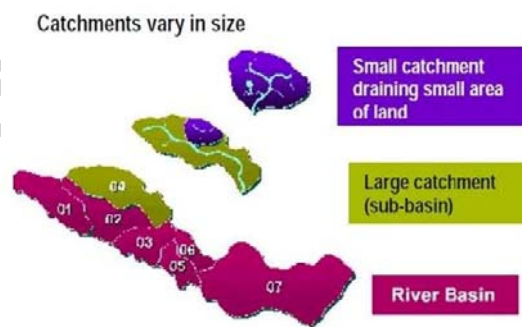 Catchments vary in size
Small catchment
draining small area
of land
Large catchment
(sub-basin)
River Basin
04
01
02
03
06
05
07